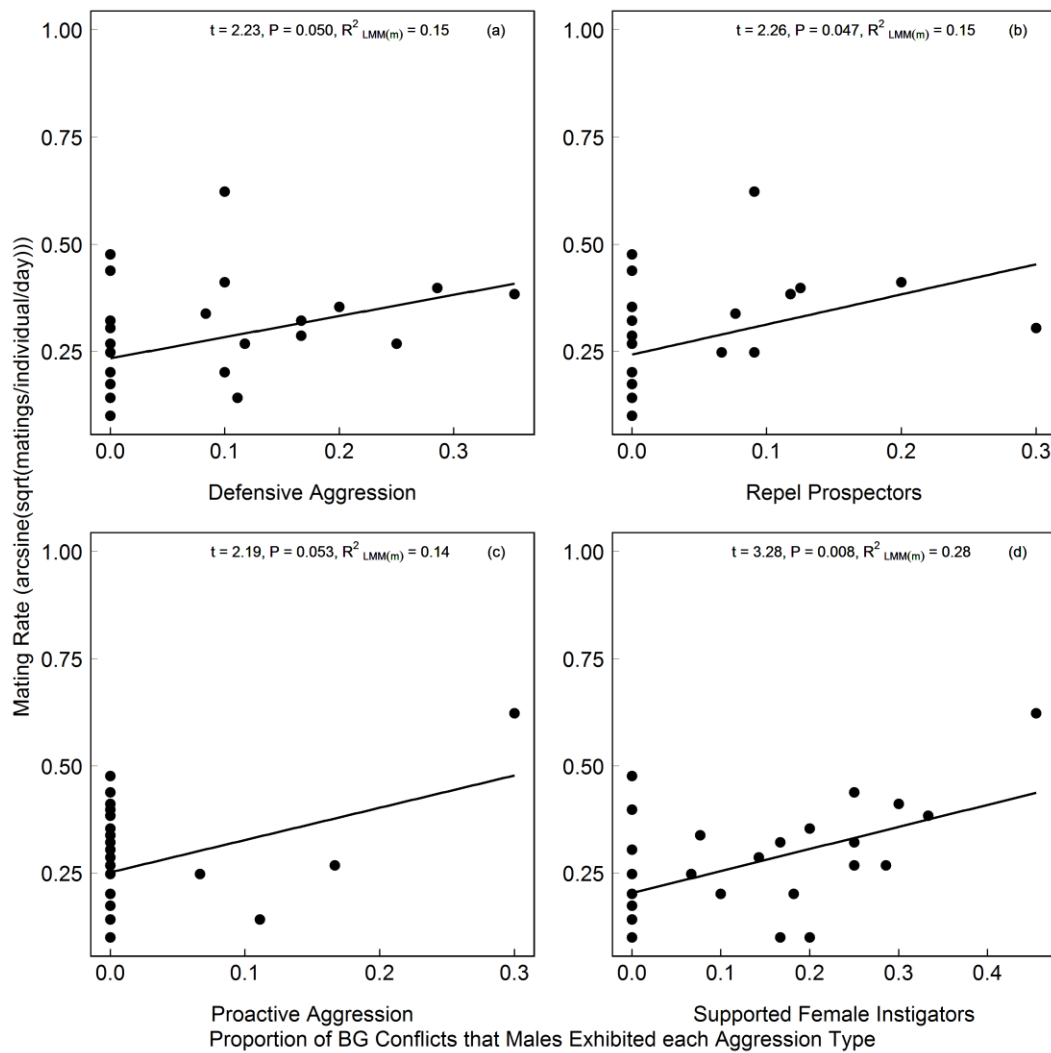 Mating Rate (arcsine(sqrt(matings/individual/day)))
t = 2.23, P = 0.050, R² LMM(m) = 0.15 (a)
1.00
0.75
0.50
0.25
0.0 0.1 0.2 0.3
Defensive Aggression
t = 2.26, P = 0.047, R² LMM(m) = 0.15 (b)
1.00
0.75
0.50
0.25
0.0 0.1 0.2 0.3
Repel Prospectors
t = 2.19, P = 0.053, R² LMM(m) = 0.14 (c)
1.00
0.75
0.50
0.25
0.0 0.1 0.2 0.3
Proactive Aggression
t = 3.28, P = 0.008, R² LMM(m) = 0.28 (d)
1.00
0.75
0.50
0.25
0.0 0.1 0.2 0.3 0.4
Supported Female Instigators
Proportion of BG Conflicts that Males Exhibited each Aggression Type